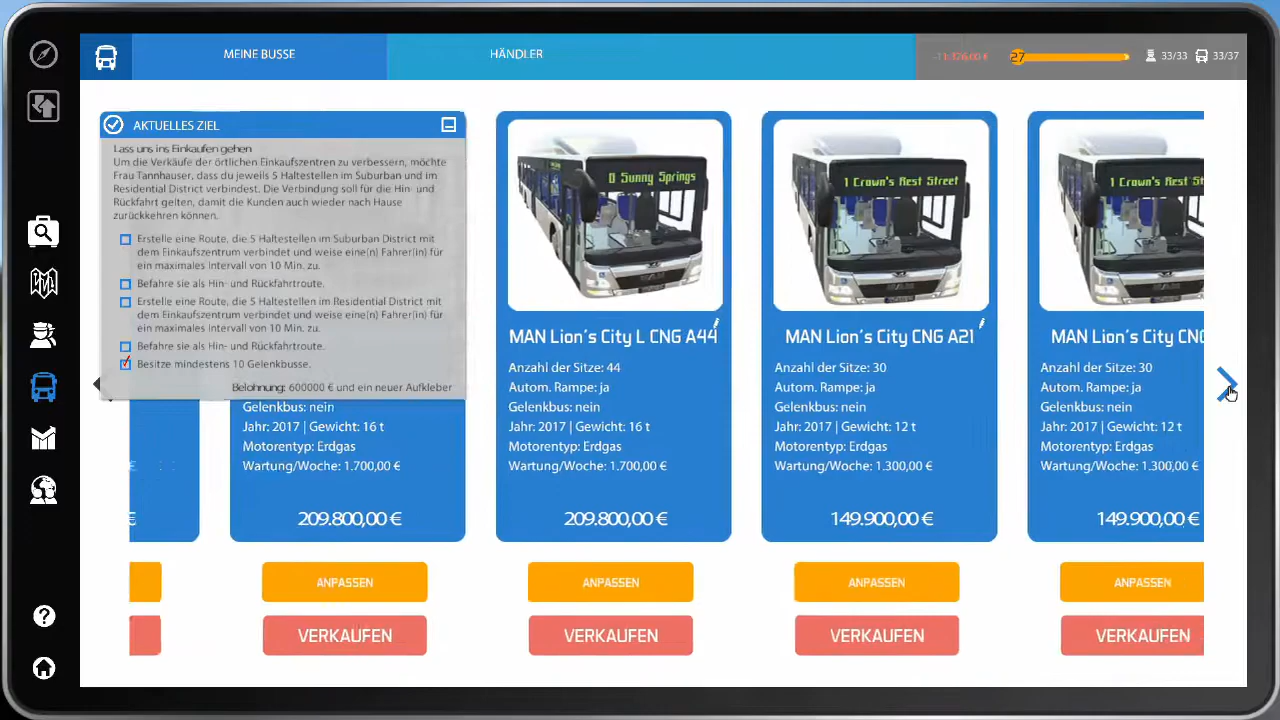 MEINE BUSSE
HÄNDLER
27
33/33
33/37
AKTUELLES ZIEL
Lass uns ins Einkaufen gehen
Um die Verkäufe der örtlichen Einkaufszentren zu verbessern, möchte
Frau Tannhauser, dass du jeweils 5 Haltestellen im Suburban und im
Residential District verbindest. Die Verbindung soll für die Hin- und
Rückfahrt gelten, damit die Kunden auch wieder nach Hause
zurückkehren können.
Erstelle eine Route, die 5 Haltestellen im Suburban District mit
dem Einkaufszentrum verbindet und weise eine(n) Fahrer(in) für
ein maximales Intervall von 10 Min. zu.
Befahre sie als Hin- und Rückfahrtroute.
Erstelle eine Route, die 5 Haltestellen im Residential District mit
dem Einkaufszentrum verbindet und weise eine(n) Fahrer(in) für
ein maximales Intervall von 10 Min. zu.
Befahre sie als Hin- und Rückfahrtroute.
Besitze mindestens 10 Gelenkbusse.
Belohnung: 600000 € und ein neuer Aufkleber
Gelenkbus: nein
Jahr: 2017 | Gewicht: 16 t
Motorentyp: Erdgas
Wartung/Woche: 1.700,00 €
209.800,00 €
ANPASSEN
VERKAUFEN
0 Sunny Springs
MAN
MAN Lion´s City L CNG A44
Anzahl der Sitze: 44
Autom. Rampe: ja
Gelenkbus: nein
Jahr: 2017 | Gewicht: 16 t
Motorentyp: Erdgas
Wartung/Woche: 1.700,00 €
209.800,00 €
ANPASSEN
VERKAUFEN
1 Crown's Rest Street
MAN
MAN Lion´s City CNG A21
Anzahl der Sitze: 30
Autom. Rampe: ja
Gelenkbus: nein
Jahr: 2017 | Gewicht: 12 t
Motorentyp: Erdgas
Wartung/Woche: 1.300,00 €
149.900,00 €
ANPASSEN
VERKAUFEN
1 Crown's Rest St
MAN
MAN Lion´s City CNG
Anzahl der Sitze: 30
Autom. Rampe: ja
Gelenkbus: nein
Jahr: 2017 | Gewicht: 12 t
Motorentyp: Erdgas
Wartung/Woche: 1.300,00 €
149.900,00 €
ANPASSEN
VERKAUFEN